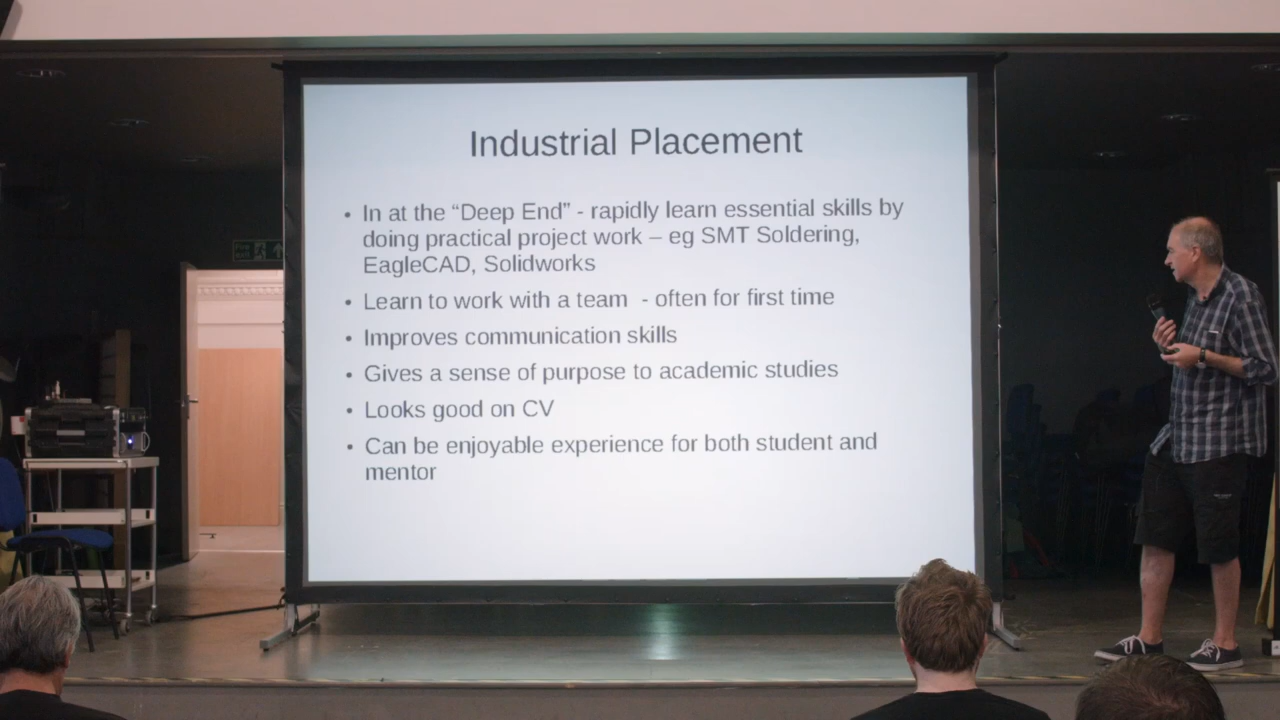 Industrial Placement
• In at the “Deep End” - rapidly learn essential skills by
doing practical project work – eg SMT Soldering,
EagleCAD, Solidworks
• Learn to work with a team - often for first time
• Improves communication skills
• Gives a sense of purpose to academic studies
• Looks good on CV
• Can be enjoyable experience for both student and
mentor